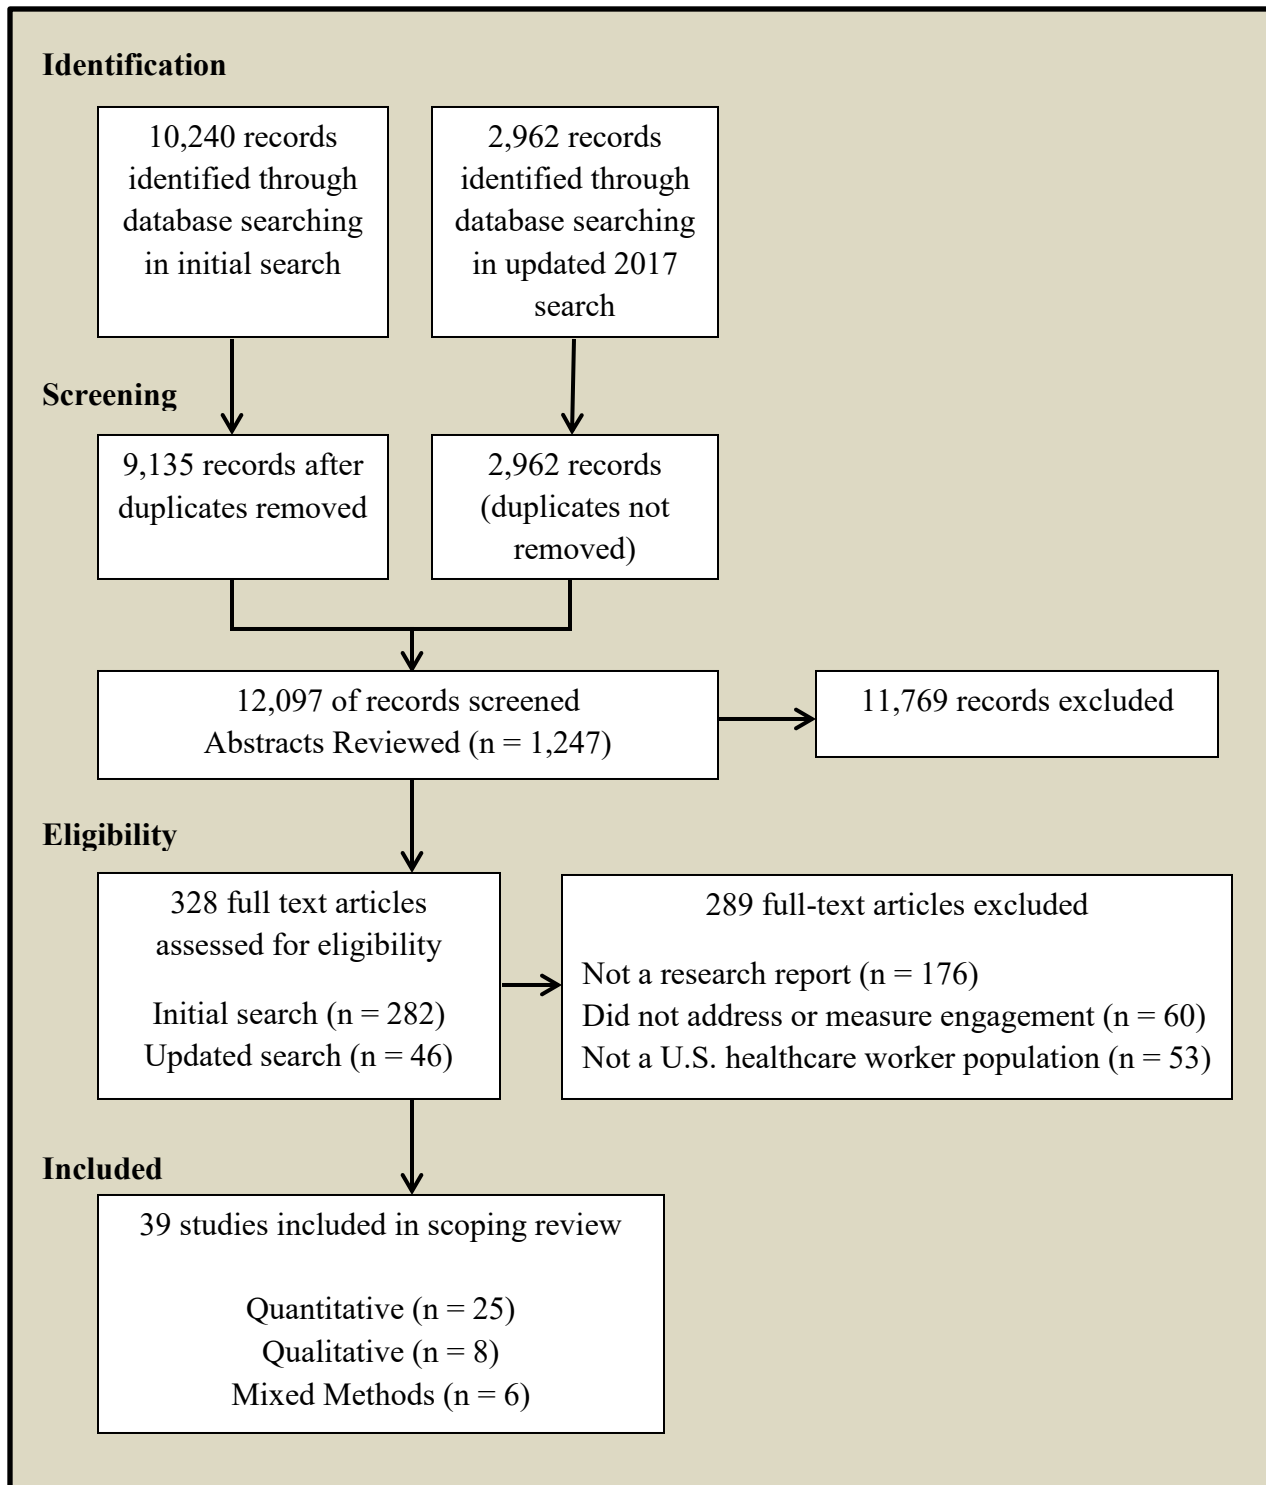 Identification
10,240 records
identified through
database searching
in initial search
2,962 records
identified through
database searching
in updated 2017
search
Screening
9,135 records after
duplicates removed
2,962 records
(duplicates not
removed)
12,097 of records screened
Abstracts Reviewed (n = 1,247)
11,769 records excluded
Eligibility
328 full text articles
assessed for eligibility
Initial search (n = 282)
Updated search (n = 46)
289 full-text articles excluded
Not a research report (n = 176)
Did not address or measure engagement (n = 60)
Not a U.S. healthcare worker population (n = 53)
Included
39 studies included in scoping review
Quantitative (n = 25)
Qualitative (n = 8)
Mixed Methods (n = 6)